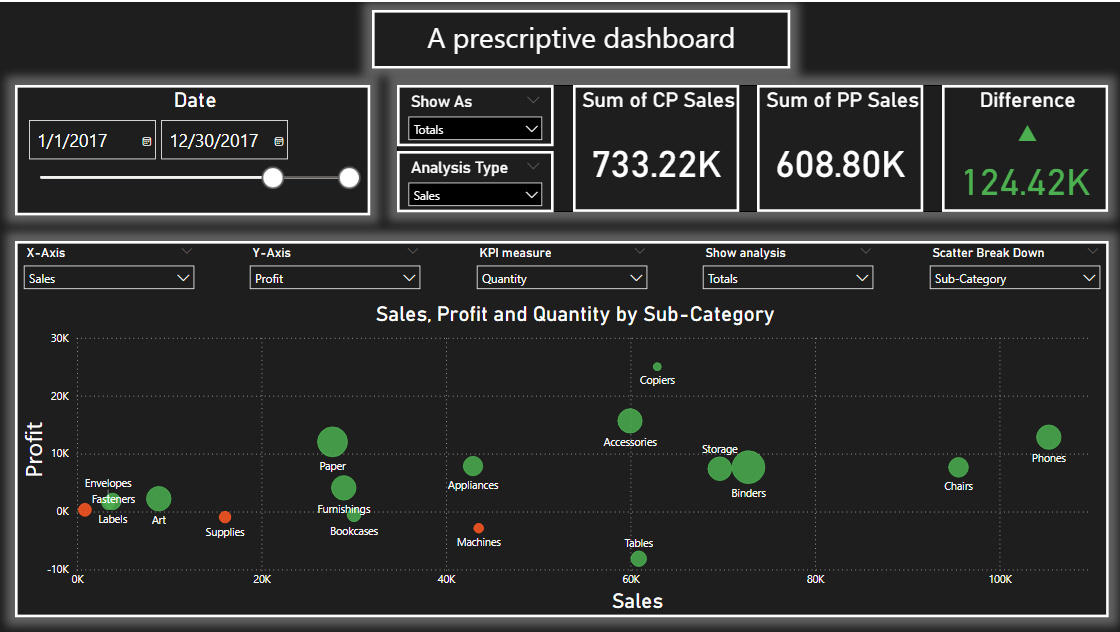 A prescriptive dashboard
Date
1/1/2017
12/30/2017
Show As
Totals
Analysis Type
Sales
Sum of CP Sales
733.22K
Sum of PP Sales
608.80K
Difference
124.42K
X-Axis
Sales
Y-Axis
Profit
KPI measure
Quantity
Show analysis
Totals
Scatter Break Down
Sub-Category
Sales, Profit and Quantity by Sub-Category
Profit
30K
20K
10K
0K
-10K
Copiers
Accessories
Storage
Phones
Paper
Appliances
Envelopes
Binders
Chairs
Fasteners
Furnishings
Labels
Art
Supplies
Bookcases
Machines
Tables
0K
20K
40K
60K
80K
100K
Sales